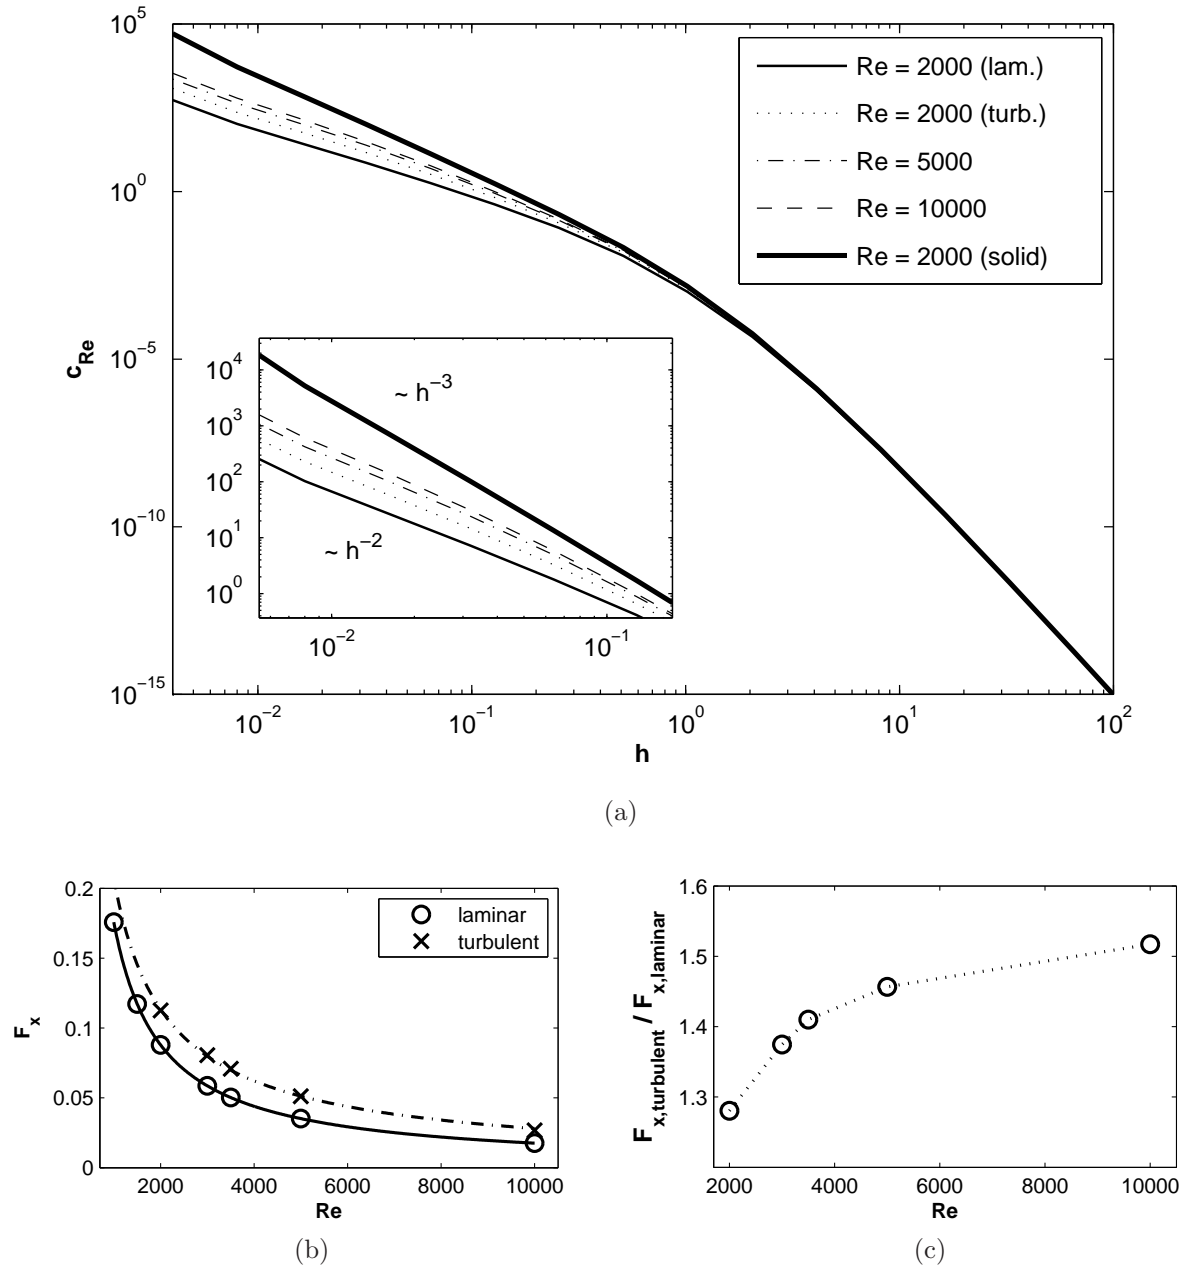 10^5
10^0
10^−5
10^−10
10^−15
c_Re
Re = 2000 (lam.)
Re = 2000 (turb.)
Re = 5000
Re = 10000
Re = 2000 (solid)
10^4
10^3
10^2
10^1
10^0
~ h^−3
~ h^−2
10^−2 10^−1
10^−2 10^−1 10^0 10^1 10^2
h
(a)
0.2
0.15
0.1
0.05
0
F_x
laminar
turbulent
2000 4000 6000 8000 10000
Re
(b)
1.6
1.5
1.4
1.3
F_x,turbulent / F_x,laminar
2000 4000 6000 8000 10000
Re
(c)